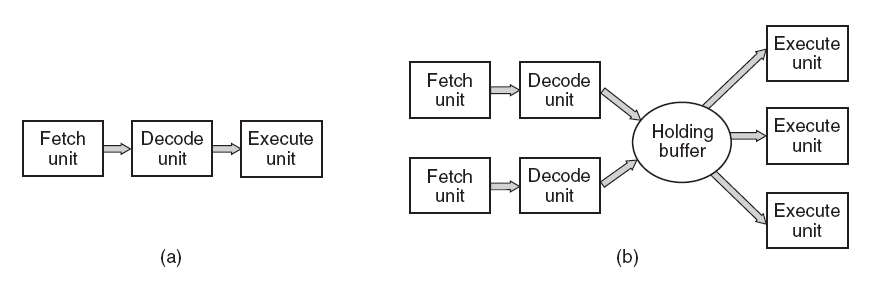 Fetch
unit
Decode
unit
Execute
unit
(a)
Fetch
unit
Decode
unit
Fetch
unit
Decode
unit
Holding
buffer
Execute
unit
Execute
unit
Execute
unit
(b)